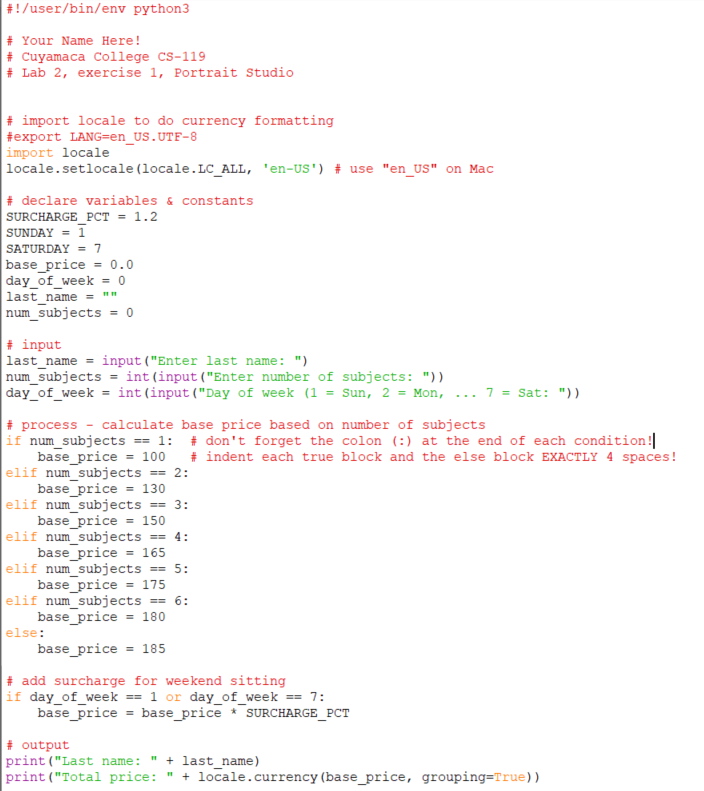 #!/user/bin/env python3
# Your Name Here!
# Cuyamaca College CS-119
# Lab 2, exercise 1, Portrait Studio
# import locale to do currency formatting
#export LANG=en_US.UTF-8
import locale
locale.setlocale(locale.LC_ALL, 'en-US') # use "en_US" on Mac
# declare variables & constants
SURCHARGE_PCT = 1.2
SUNDAY = 1
SATURDAY = 7
base_price = 0.0
day_of_week = 0
last_name = ""
num_subjects = 0
# input
last_name = input("Enter last name: ")
num_subjects = int(input("Enter number of subjects: "))
day_of_week = int(input("Day of week (1 = Sun, 2 = Mon, ... 7 = Sat: "))
# process - calculate base price based on number of subjects
if num_subjects == 1:  # don't forget the colon (:) at the end of each condition!
    base_price = 100   # indent each true block and the else block EXACTLY 4 spaces!
elif num_subjects == 2:
    base_price = 130
elif num_subjects == 3:
    base_price = 150
elif num_subjects == 4:
    base_price = 165
elif num_subjects == 5:
    base_price = 175
elif num_subjects == 6:
    base_price = 180
else:
    base_price = 185
# add surcharge for weekend sitting
if day_of_week == 1 or day_of_week == 7:
    base_price = base_price * SURCHARGE_PCT
# output
print("Last name: " + last_name)
print("Total price: " + locale.currency(base_price, grouping=True))